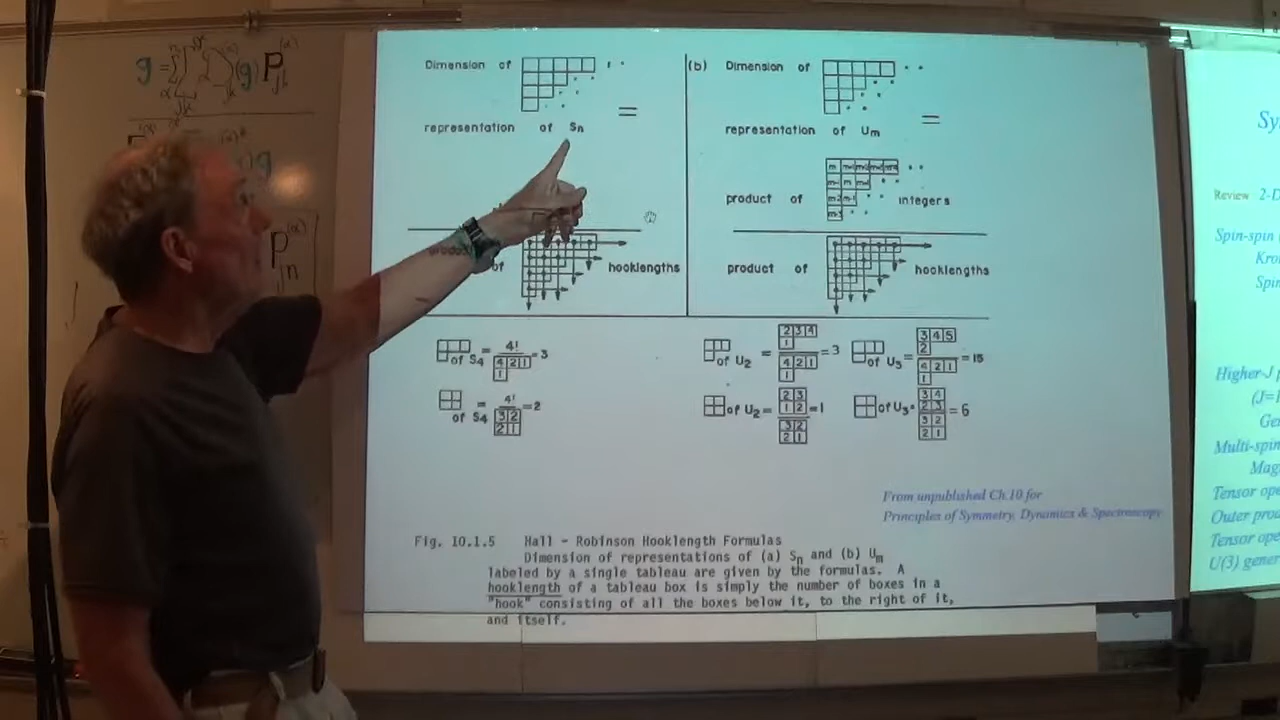 g = Σ Σ D (g) P
P
jn
Dimension of
representation of Sn
=
product of hooklengths
(b) Dimension of
representation of Um
=
product of integers
product of hooklengths
of S4 = 4! / 4 2 1 1 = 3
of S4 = 4! / 3 2 2 1 = 2
of U2 = 2 3 4 1 / 4 2 1 1 = 3
of U3 = 3 4 5 2 / 4 2 1 1 = 15
of U2 = 2 3 1 2 / 3 2 2 1 = 1
of U3 = 3 4 2 3 / 3 2 2 1 = 6
From unpublished Ch.10 for
Principles of Symmetry, Dynamics & Spectroscopy
Fig. 10.1.5 Hall - Robinson Hooklength Formulas
Dimension of representations of (a) Sn and (b) Um
labeled by a single tableau are given by the formulas. A
hooklength of a tableau box is simply the number of boxes in a
"hook" consisting of all the boxes below it, to the right of it,
and itself.
Review 2-D
Spin-spin
Higher-J
Multi-spin
Tensor
Tensor
U(3)